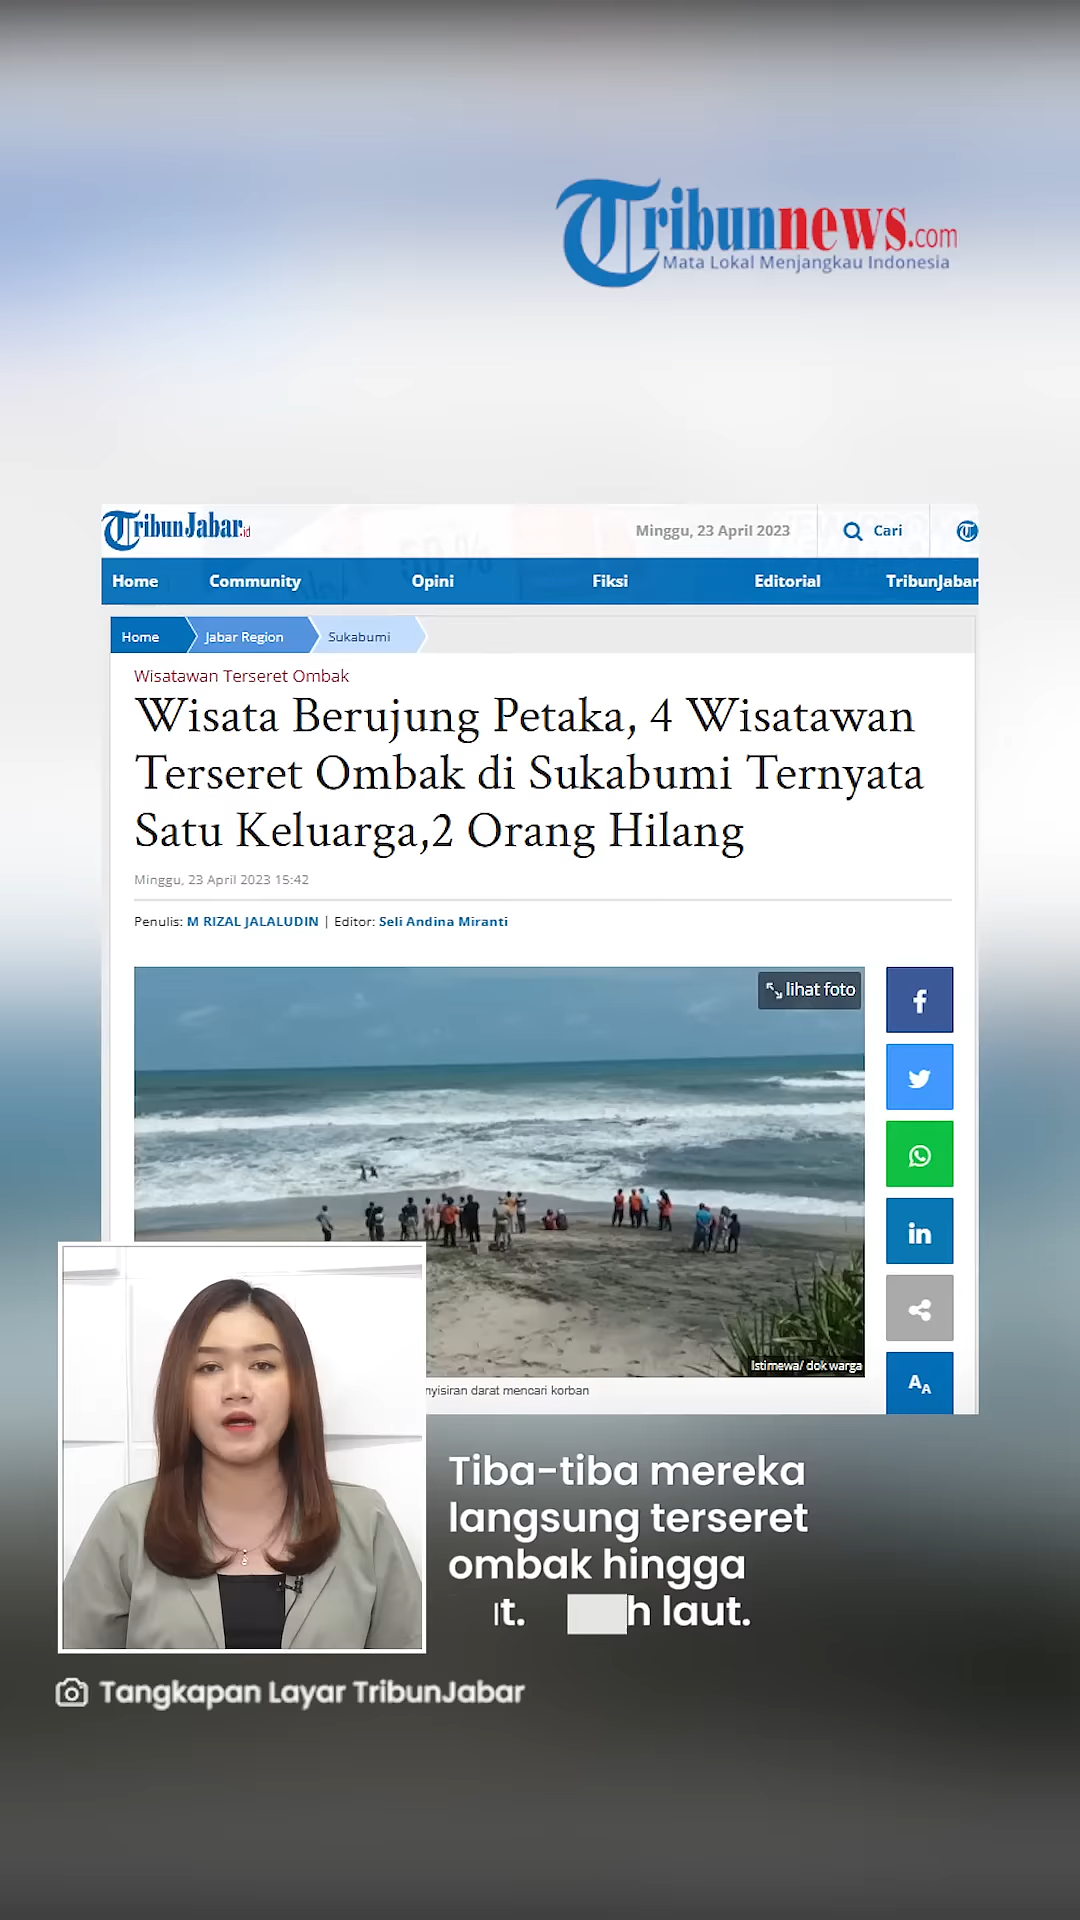 Tribunnews.com
Mata Lokal Menjangkau Indonesia
TribunJabar.id
Minggu, 23 April 2023
Cari
Home Community Opini Fiksi Editorial TribunJabar
Home Jabar Region Sukabumi
Wisatawan Terseret Ombak
Wisata Berujung Petaka, 4 Wisatawan
Terseret Ombak di Sukabumi Ternyata
Satu Keluarga,2 Orang Hilang
Minggu, 23 April 2023 15:42
Penulis: M RIZAL JALALUDIN | Editor: Seli Andina Miranti
lihat foto
Istimewa/ dok warga
darat mencari korban
Tiba-tiba mereka
langsung terseret
ombak hingga
laut.
Tangkapan Layar TribunJabar